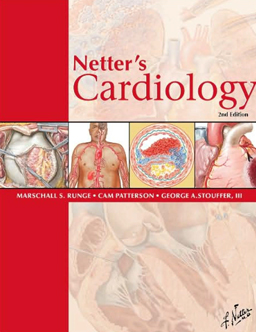 Netter's
Cardiology
2nd Edition
MARSCHALL S. RUNGE • CAM PATTERSON • GEORGE A. STOUFFER, III
F. Netter
M.D.